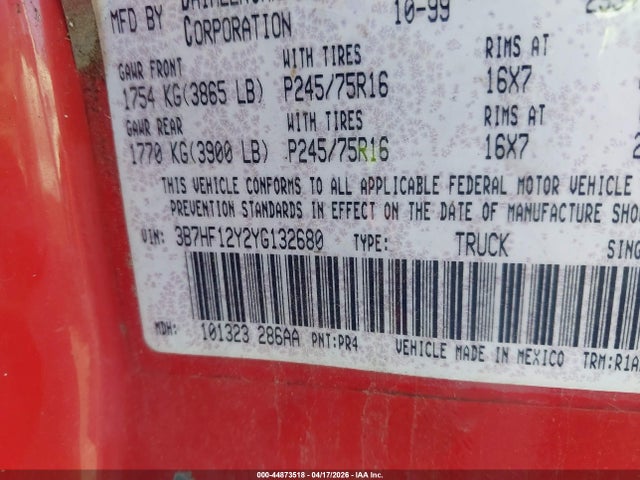 MFD BY
10-99
CORPORATION
WITH TIRES
RIMS AT
GAWR FRONT
1754 KG(3865 LB)
P245/75R16
16X7
GAWR REAR
WITH TIRES
RIMS AT
1770 KG(3900 LB)
P245/75R16
16X7
THIS VEHICLE CONFORMS TO ALL APPLICABLE FEDERAL MOTOR VEHICLE
PREVENTION STANDARDS IN EFFECT ON THE DATE OF MANUFACTURE SHO
VIN: 3B7HF12Y2YG132680 TYPE: TRUCK SING
MDH: 101323 286AA PNT:PR4 VEHICLE MADE IN MEXICO TRM:R1A
000-44873518 - 04/17/2026 - IAA Inc.